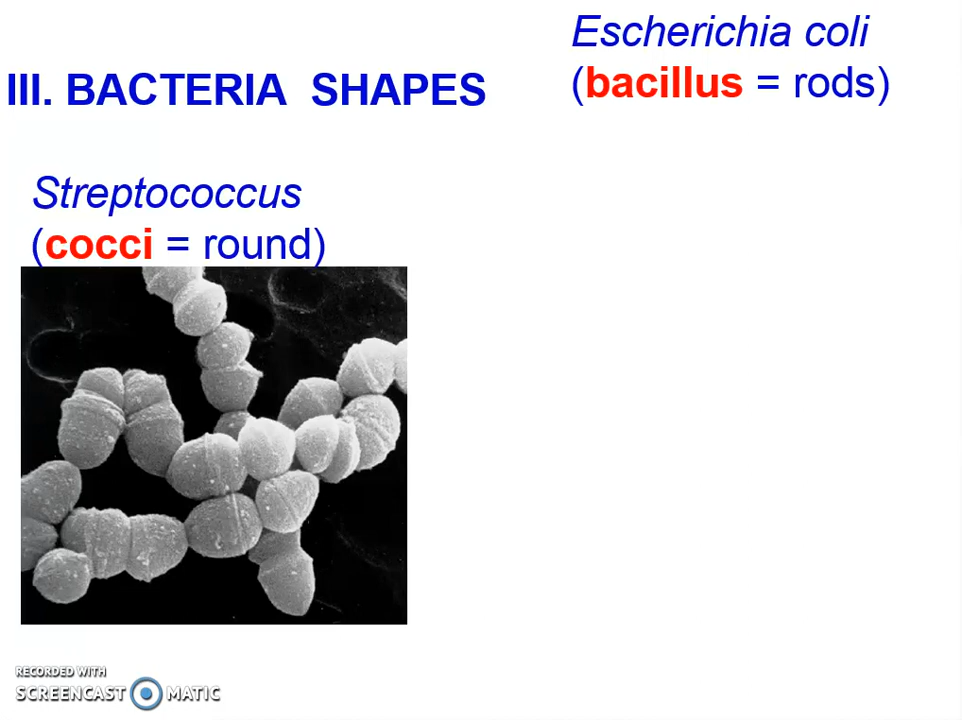 Escherichia coli
(bacillus = rods)
III. BACTERIA SHAPES
Streptococcus
(cocci = round)
RECORDED WITH
SCREENCAST MATIC